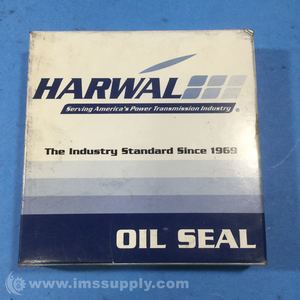 HARWAL
Serving America's Power Transmission Industry
The Industry Standard Since 1969
OIL SEAL
www.imssupply.com